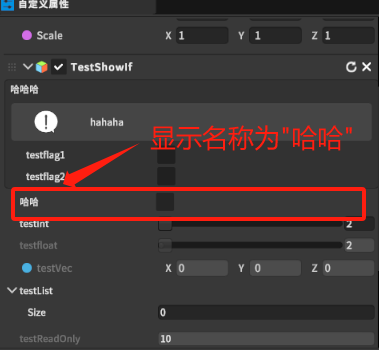 自定义属性
Scale X 1 Y 1 Z 1
TestShowIf
哈哈哈
hahaha
显示名称为"哈哈"
testflag1
testflag2
哈哈
testInt 2
testfloat 2
testVec X 0 Y 0 Z 0
testList
Size 0
testReadOnly 10